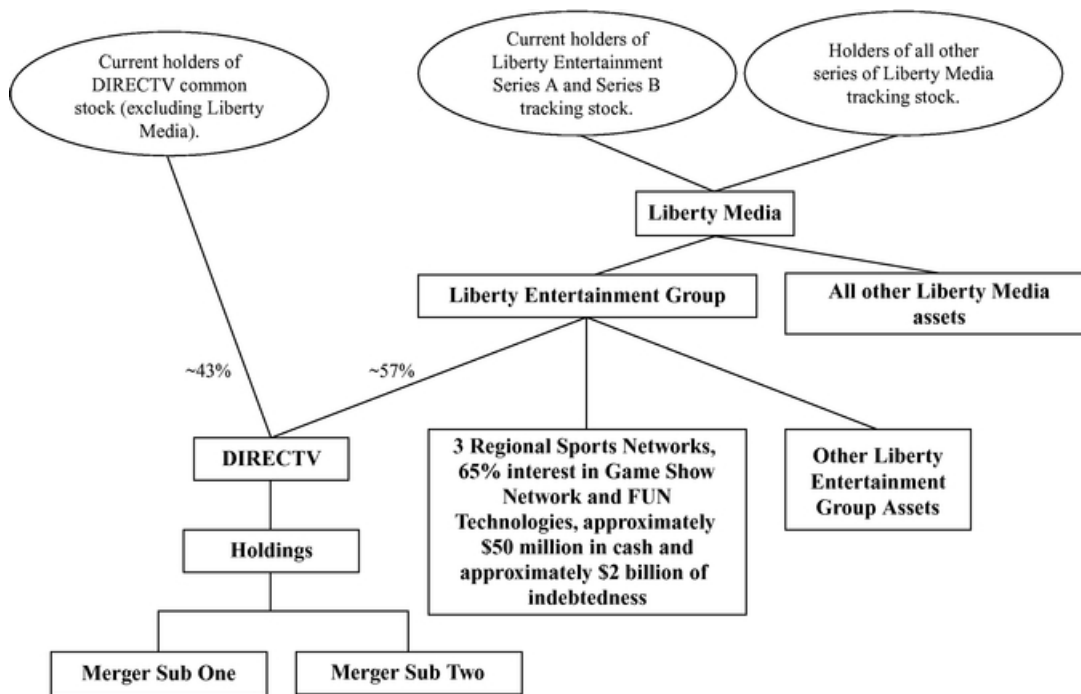 Current holders of
DIRECTV common
stock (excluding Liberty
Media).
Current holders of
Liberty Entertainment
Series A and Series B
tracking stock.
Holders of all other
series of Liberty Media
tracking stock.
Liberty Media
Liberty Entertainment Group
All other Liberty Media
assets
~43%
~57%
DIRECTV
3 Regional Sports Networks,
65% interest in Game Show
Network and FUN
Technologies, approximately
$50 million in cash and
approximately $2 billion of
indebtedness
Other Liberty
Entertainment
Group Assets
Holdings
Merger Sub One
Merger Sub Two